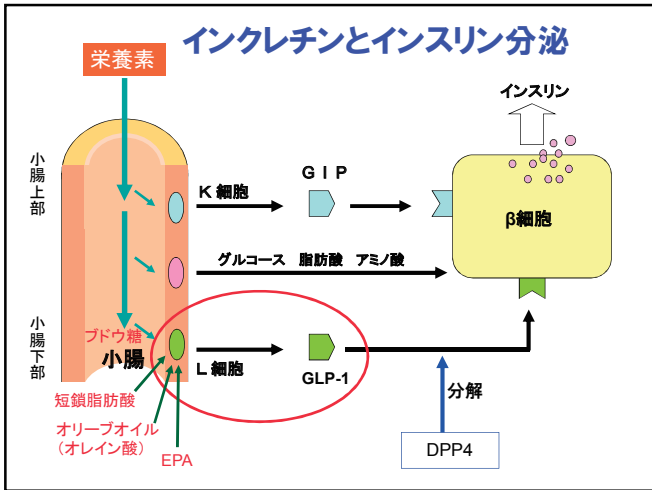 インクレチンとインスリン分泌
栄養素
インスリン
小腸上部
K 細胞
G I P
β細胞
グルコース 脂肪酸 アミノ酸
小腸下部
ブドウ糖
小腸
L 細胞
GLP-1
短鎖脂肪酸
分解
オリーブオイル
(オレイン酸)
EPA
DPP4